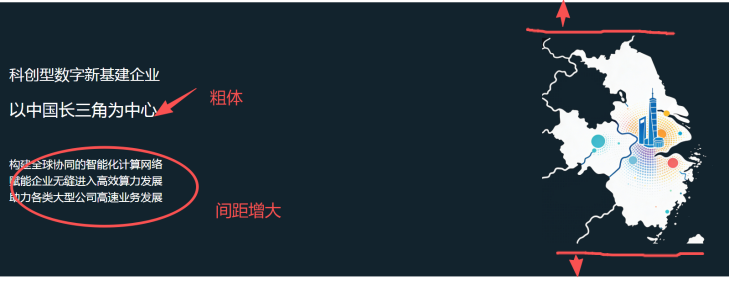 科创型数字新基建企业
以中国长三角为中心
粗体
构建全球协同的智能化计算网络
赋能企业无缝进入高效算力发展
助力各类大型公司高速业务发展
间距增大